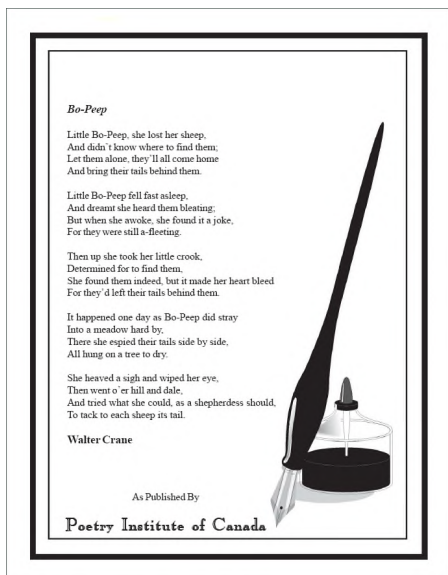 Bo-Peep
Little Bo-Peep, she lost her sheep,
And didn't know where to find them;
Let them alone, they'll all come home
And bring their tails behind them.
Little Bo-Peep fell fast asleep,
And dreamt she heard them bleating;
But when she awoke, she found it a joke,
For they were still a-fleeting.
Then up she took her little crook,
Determined for to find them,
She found them indeed, but it made her heart bleed
For they'd left their tails behind them.
It happened one day as Bo-Peep did stray
Into a meadow hard by,
There she espied their tails side by side,
All hung on a tree to dry.
She heaved a sigh and wiped her eye,
Then went o'er hill and dale,
And tried what she could, as a shepherdess should,
To tack to each sheep its tail.
Walter Crane
As Published By
Poetry Institute of Canada